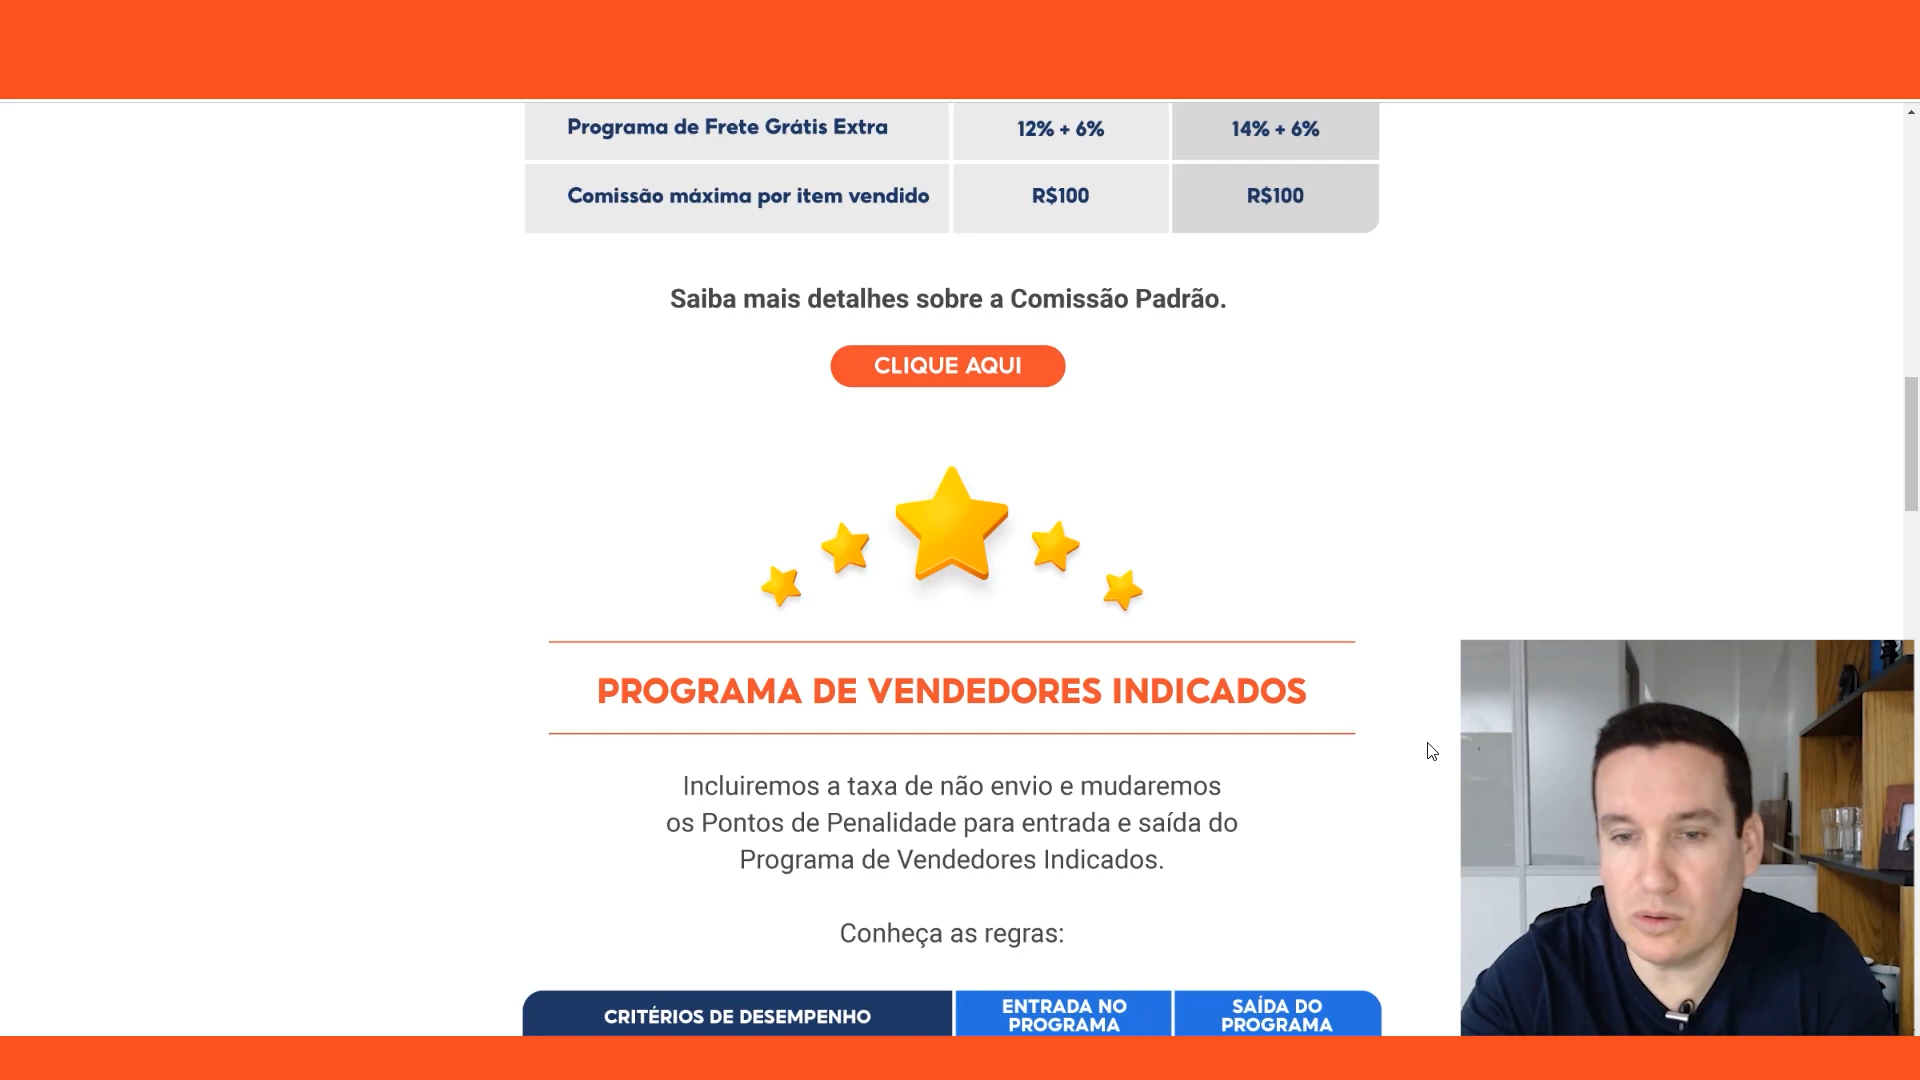 Programa de Frete Grátis Extra 12% + 6% 14% + 6%
Comissão máxima por item vendido R$100 R$100
Saiba mais detalhes sobre a Comissão Padrão.
CLIQUE AQUI
PROGRAMA DE VENDEDORES INDICADOS
Incluiremos a taxa de não envio e mudaremos
os Pontos de Penalidade para entrada e saída do
Programa de Vendedores Indicados.
Conheça as regras:
CRITÉRIOS DE DESEMPENHO
ENTRADA NO
PROGRAMA
SAÍDA DO
PROGRAMA